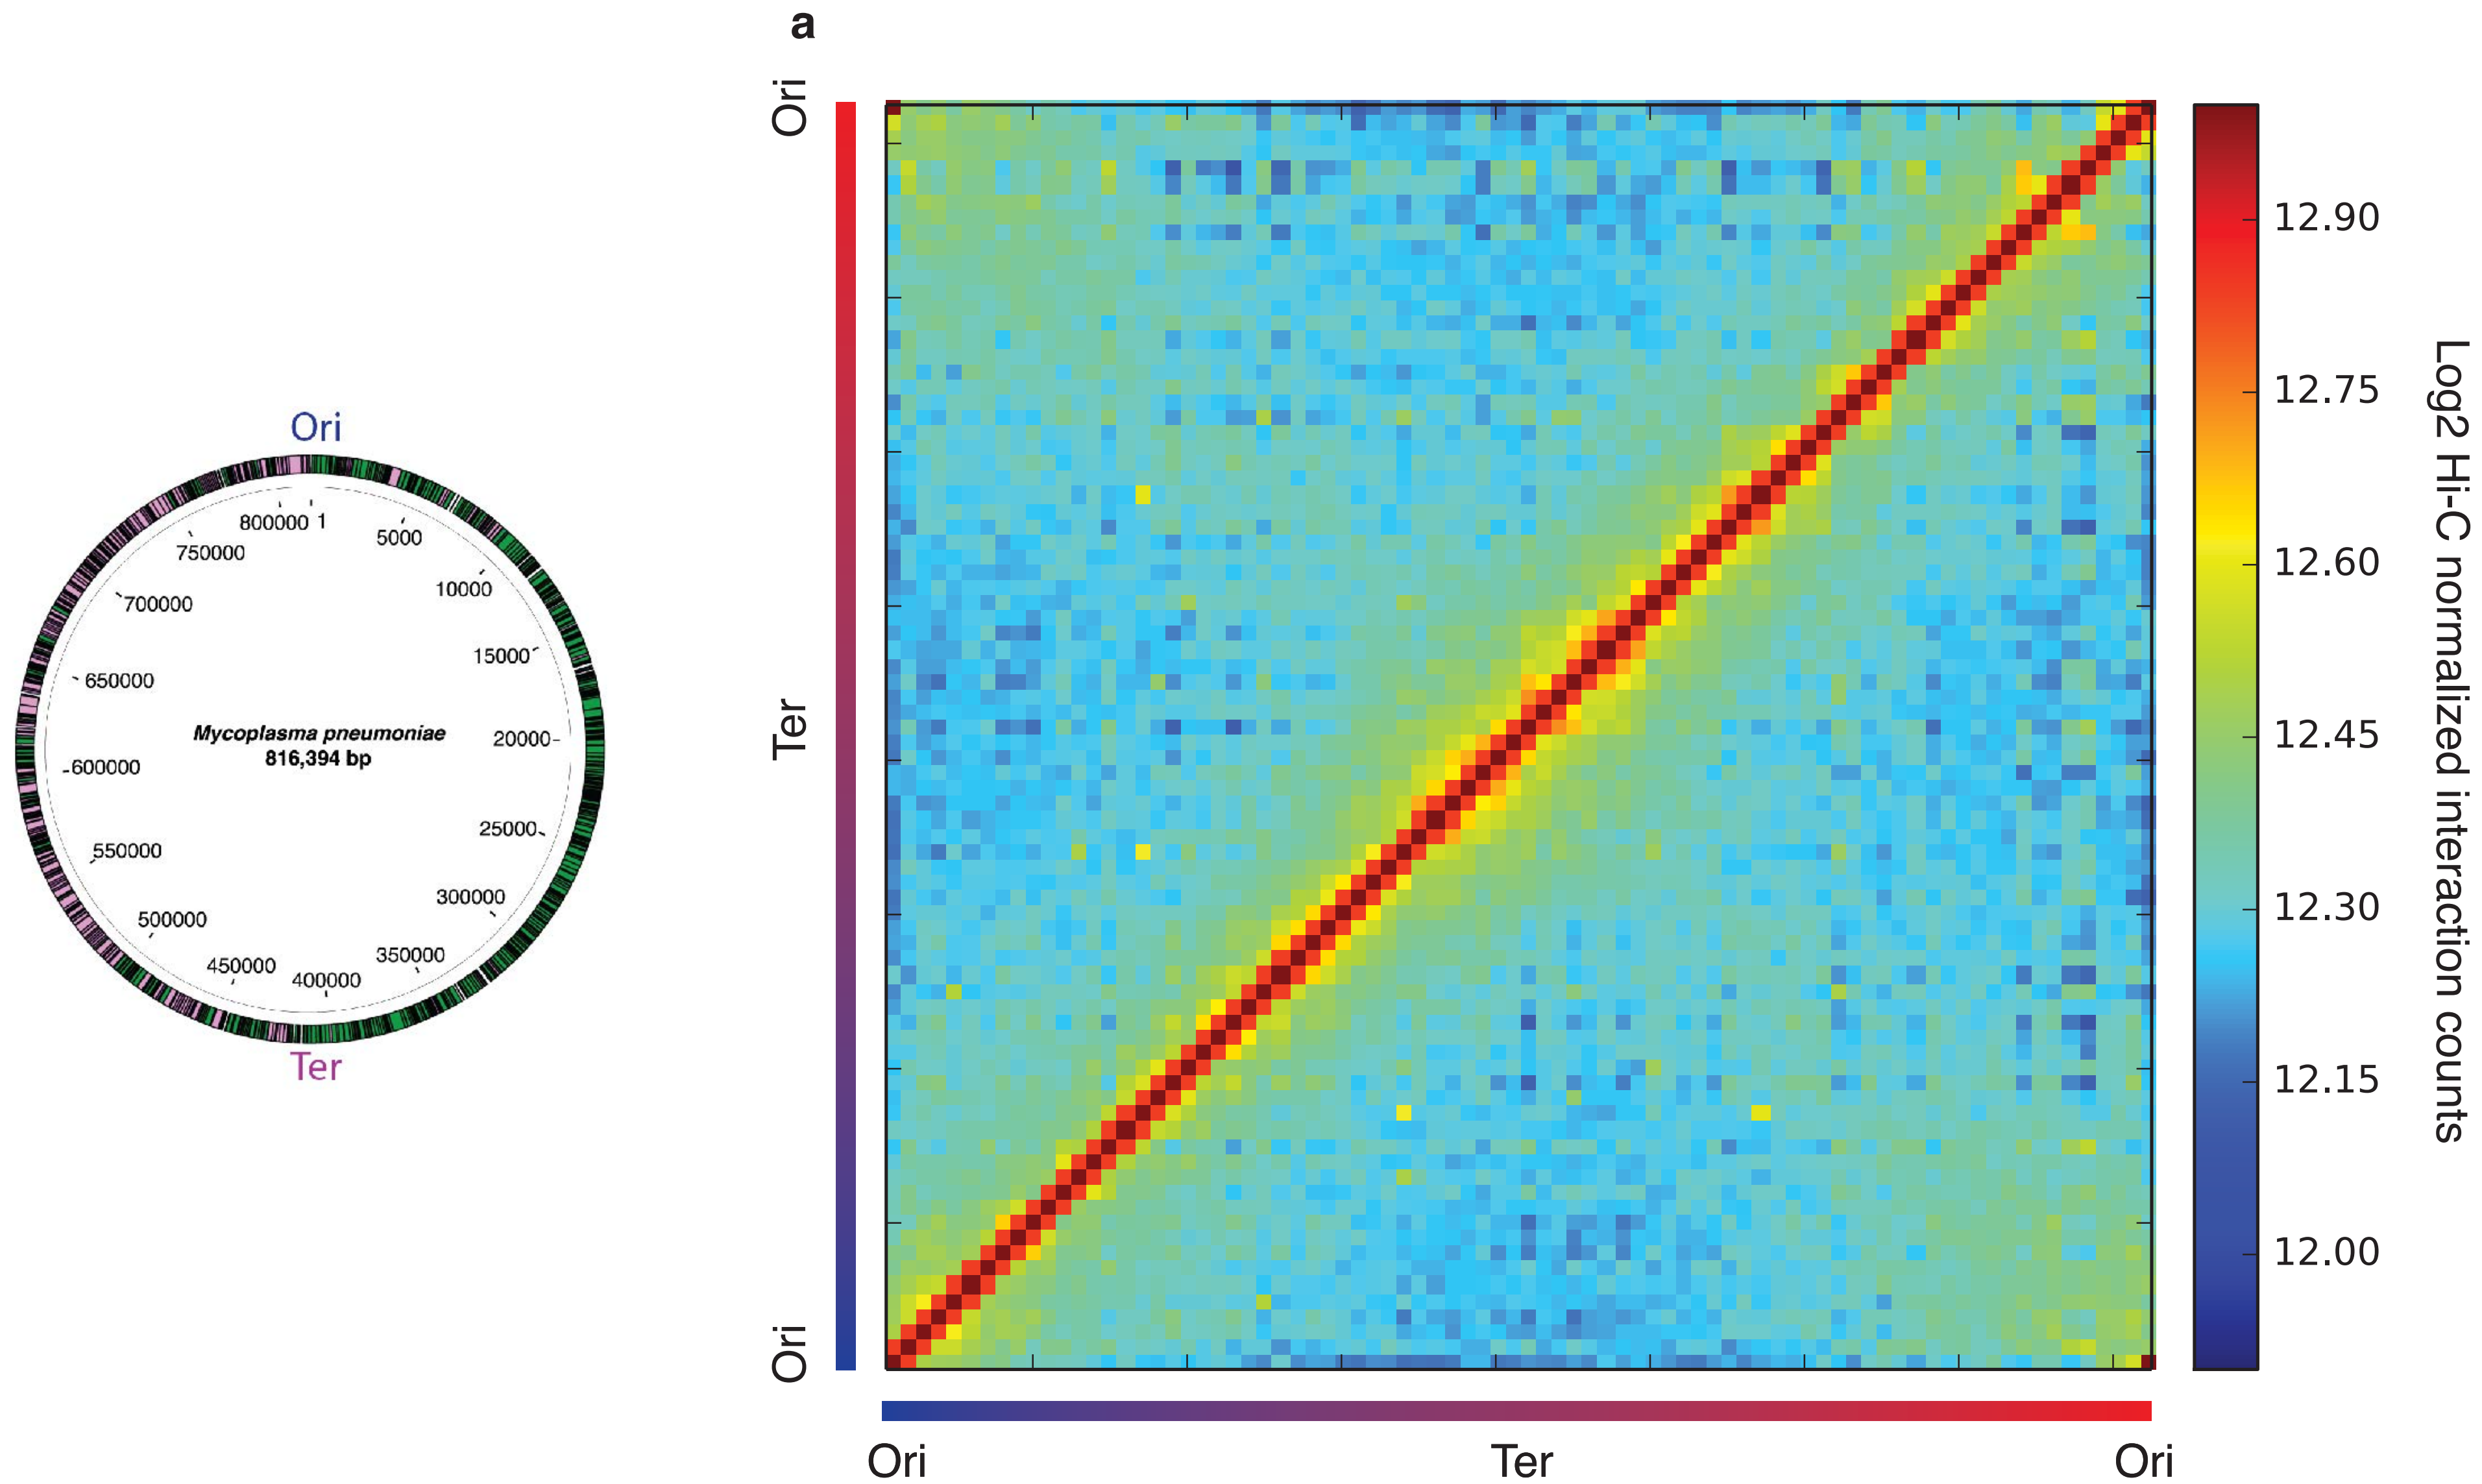 a
Ori
Ter
Ori
Ori
Ter
Ori
12.90
12.75
12.60
12.45
12.30
12.15
12.00
Log2 Hi-C normalized interaction counts
Ori
800000
1
5000
10000
15000
20000
25000
300000
350000
400000
450000
500000
550000
600000
650000
700000
750000
Mycoplasma pneumoniae
816,394 bp
Ter